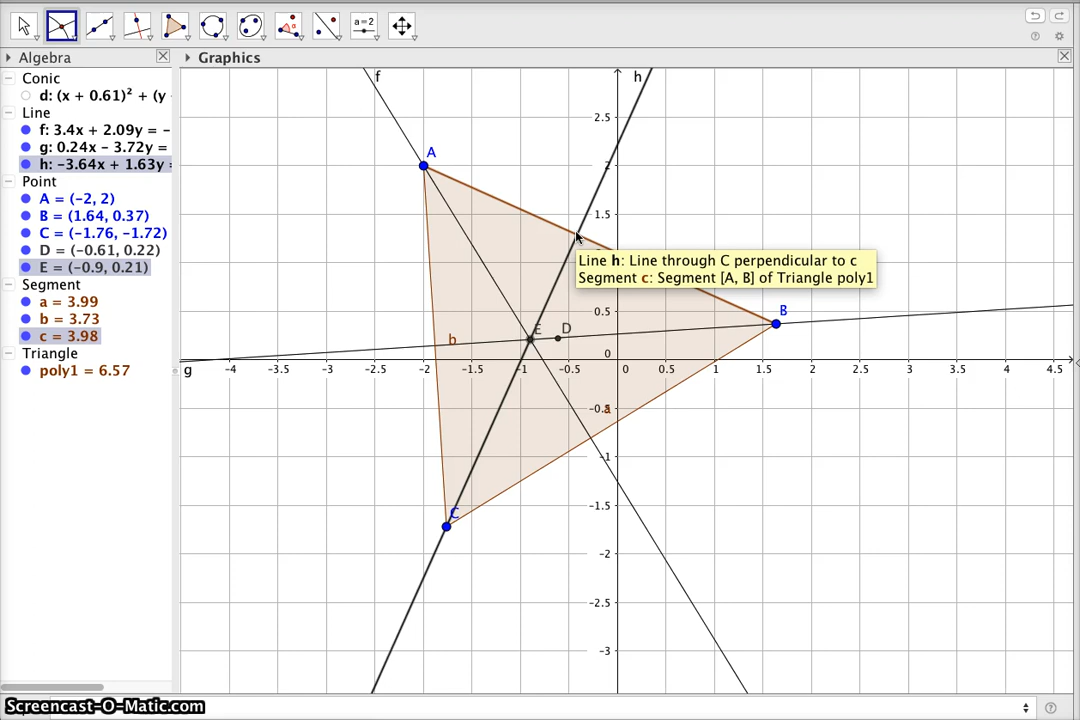 a=2
Algebra
Graphics
Conic
d: (x + 0.61)² + (y
Line
f: 3.4x + 2.09y = –
g: 0.24x – 3.72y =
h: –3.64x + 1.63y =
Point
A = (–2, 2)
B = (1.64, 0.37)
C = (–1.76, –1.72)
D = (–0.61, 0.22)
E = (–0.9, 0.21)
Segment
a = 3.99
b = 3.73
c = 3.98
Triangle
poly1 = 6.57
f
h
2.5
A
2
1.5
Line h: Line through C perpendicular to c
Segment c: Segment [A, B] of Triangle poly1
B
0.5
E
D
b
0
g
-4 -3.5 -3 -2.5 -2 -1.5 -1 -0.5 0 0.5 1 1.5 2 2.5 3 3.5 4 4.5
-0.5
a
-1
C
-1.5
-2
-2.5
-3
Screencast-O-Matic.com